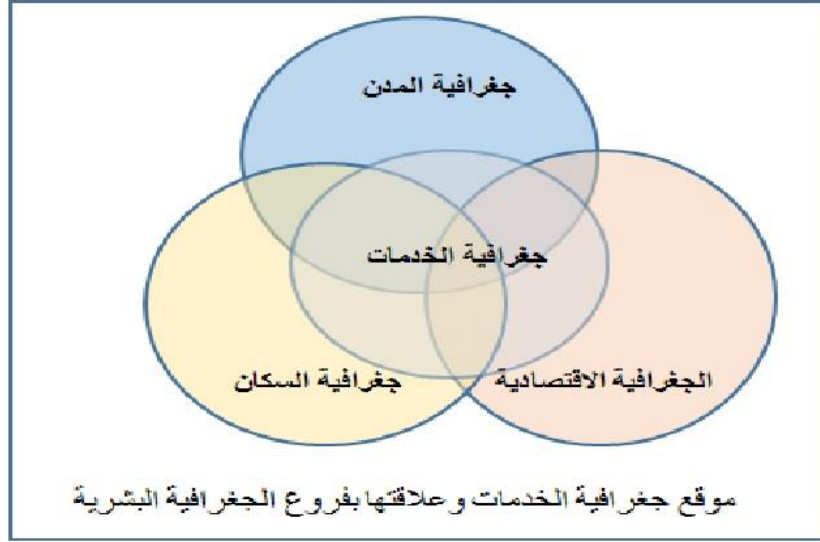 جغرافية المدن
جغرافية الخدمات
الجغرافية الاقتصادية
جغرافية السكان
موقع جغرافية الخدمات وعلاقتها بفروع الجغرافية البشرية